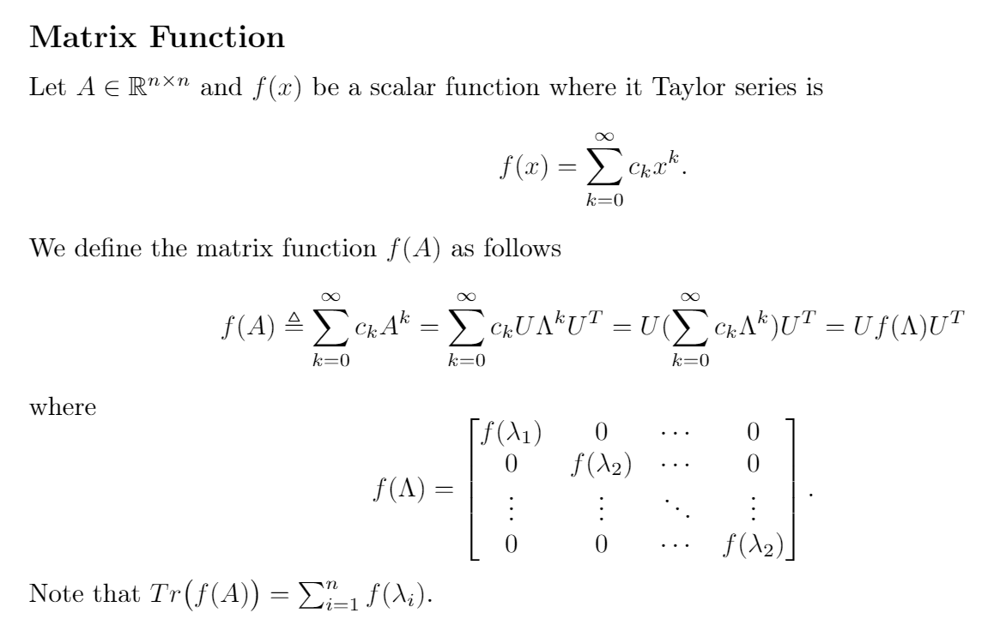 Matrix Function
Let $A \in \mathbb{R}^{n \times n}$ and $f(x)$ be a scalar function where it Taylor series is
$f(x) = \sum_{k=0}^{\infty} c_k x^k.$
We define the matrix function $f(A)$ as follows
$f(A) \triangleq \sum_{k=0}^{\infty} c_k A^k = \sum_{k=0}^{\infty} c_k U \Lambda^k U^T = U (\sum_{k=0}^{\infty} c_k \Lambda^k) U^T = U f(\Lambda) U^T$
where
$f(\Lambda) = \begin{bmatrix} f(\lambda_1) & 0 & \cdots & 0 \\ 0 & f(\lambda_2) & \cdots & 0 \\ \vdots & \vdots & \ddots & \vdots \\ 0 & 0 & \cdots & f(\lambda_2) \end{bmatrix}.$
Note that $Tr\big(f(A)\big) = \sum_{i=1}^{n} f(\lambda_i).$